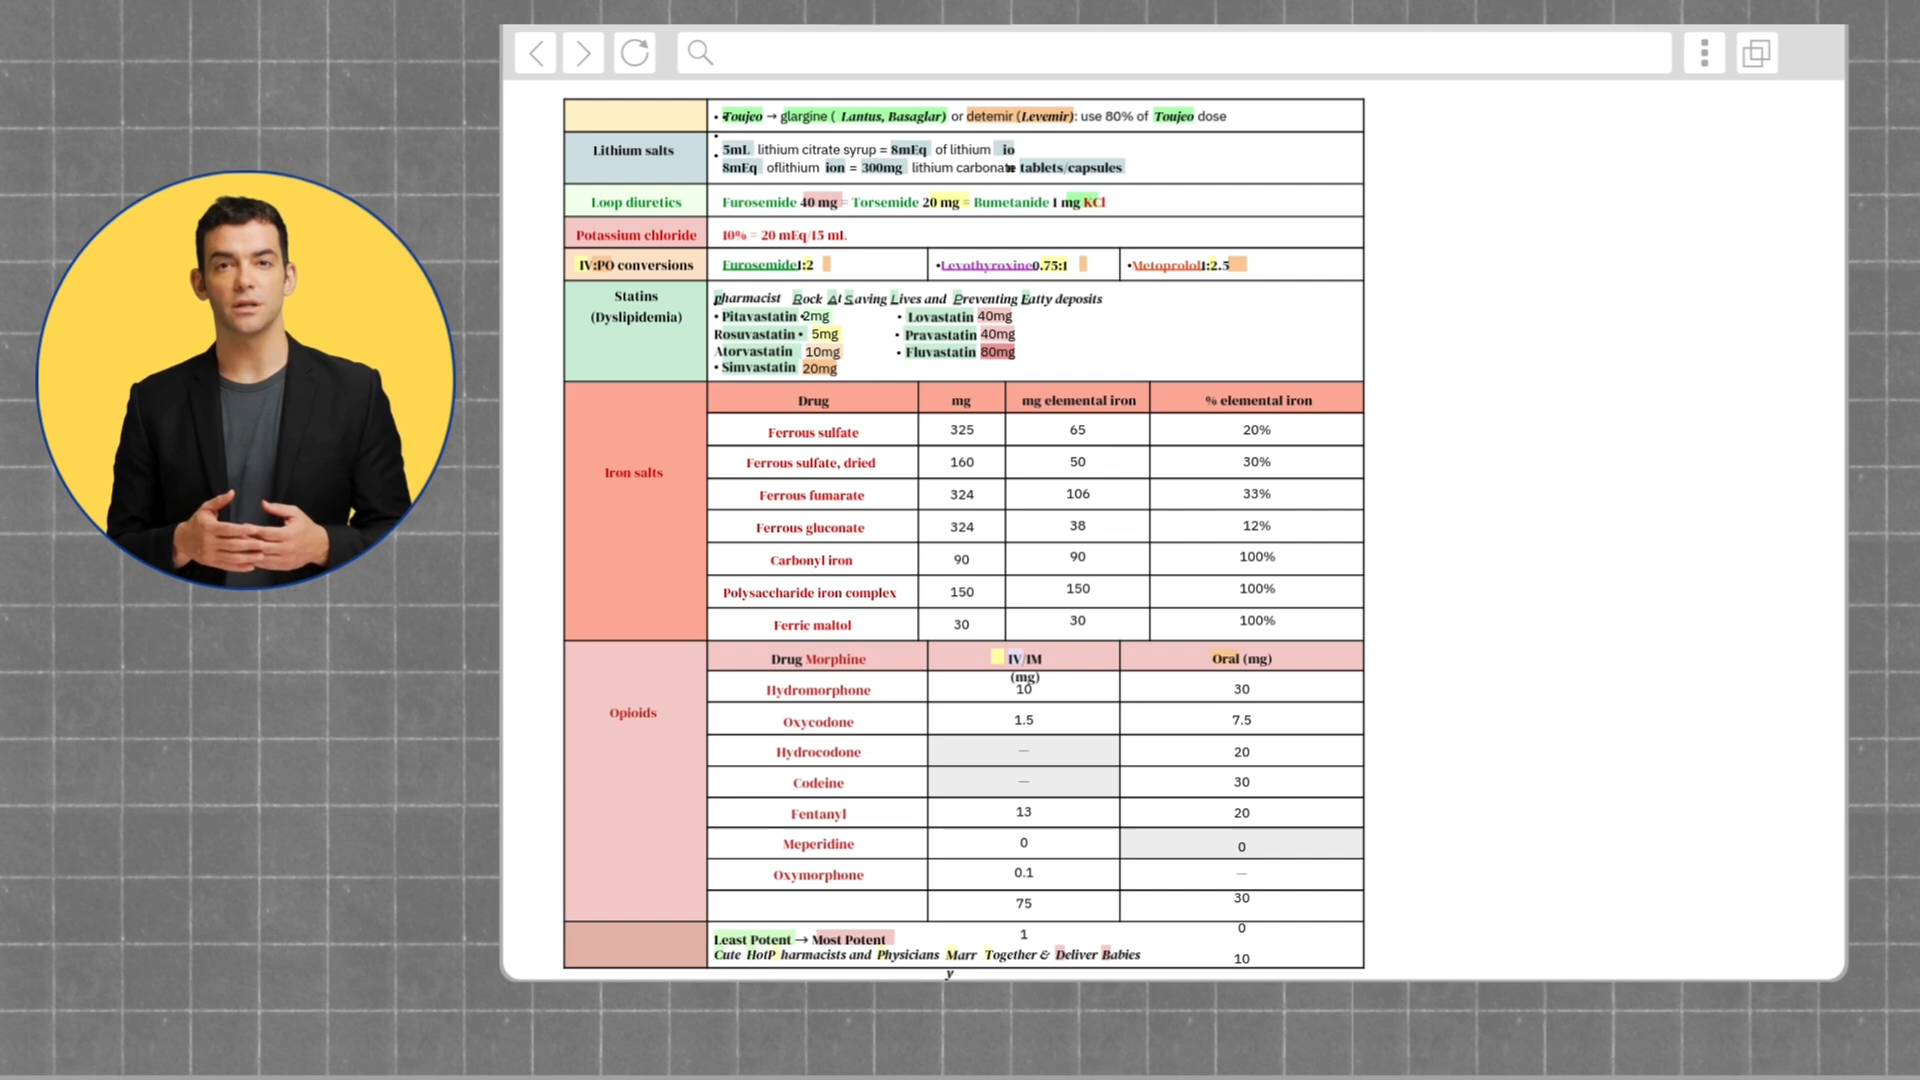 • Toujeo → glargine ( Lantus, Basaglar) or detemir (Levemir): use 80% of Toujeo dose
Lithium salts
5mL lithium citrate syrup = 8mEq of lithium io
8mEq oflithium ion = 300mg lithium carbonate tablets/capsules
Loop diuretics
Furosemide 40 mg = Torsemide 20 mg = Bumetanide 1 mg KCl
Potassium chloride
10% = 20 mEq/15 mL
IV:PO conversions
Furosemide1:2
•Levothyroxine0.75:1
•Metoprolol1:2.5
Statins
(Dyslipidemia)
Pharmacist Rock At Saving Lives and Preventing Fatty deposits
• Pitavastatin •2mg • Lovastatin 40mg
Rosuvastatin • 5mg • Pravastatin 40mg
Atorvastatin 10mg • Fluvastatin 80mg
• Simvastatin 20mg
Iron salts
Drug mg mg elemental iron % elemental iron
Ferrous sulfate 325 65 20%
Ferrous sulfate, dried 160 50 30%
Ferrous fumarate 324 106 33%
Ferrous gluconate 324 38 12%
Carbonyl iron 90 90 100%
Polysaccharide iron complex 150 150 100%
Ferric maltol 30 30 100%
Opioids
Drug Morphine IV/IM Oral (mg)
(mg)
Hydromorphone 10 30
Oxycodone 1.5 7.5
Hydrocodone — 20
Codeine — 30
Fentanyl 13 20
Meperidine 0 0
Oxymorphone 0.1 —
75 30
1 0
Least Potent → Most Potent
Cute HotP harmacists and Physicians Marr Together & Deliver Babies
10
y